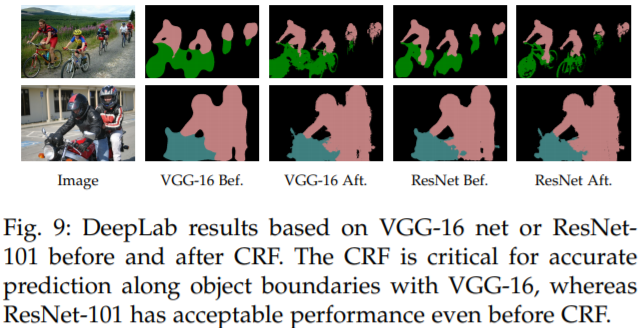 Image
VGG-16 Bef.
VGG-16 Aft.
ResNet Bef.
ResNet Aft.
Fig. 9: DeepLab results based on VGG-16 net or ResNet-
101 before and after CRF. The CRF is critical for accurate
prediction along object boundaries with VGG-16, whereas
ResNet-101 has acceptable performance even before CRF.